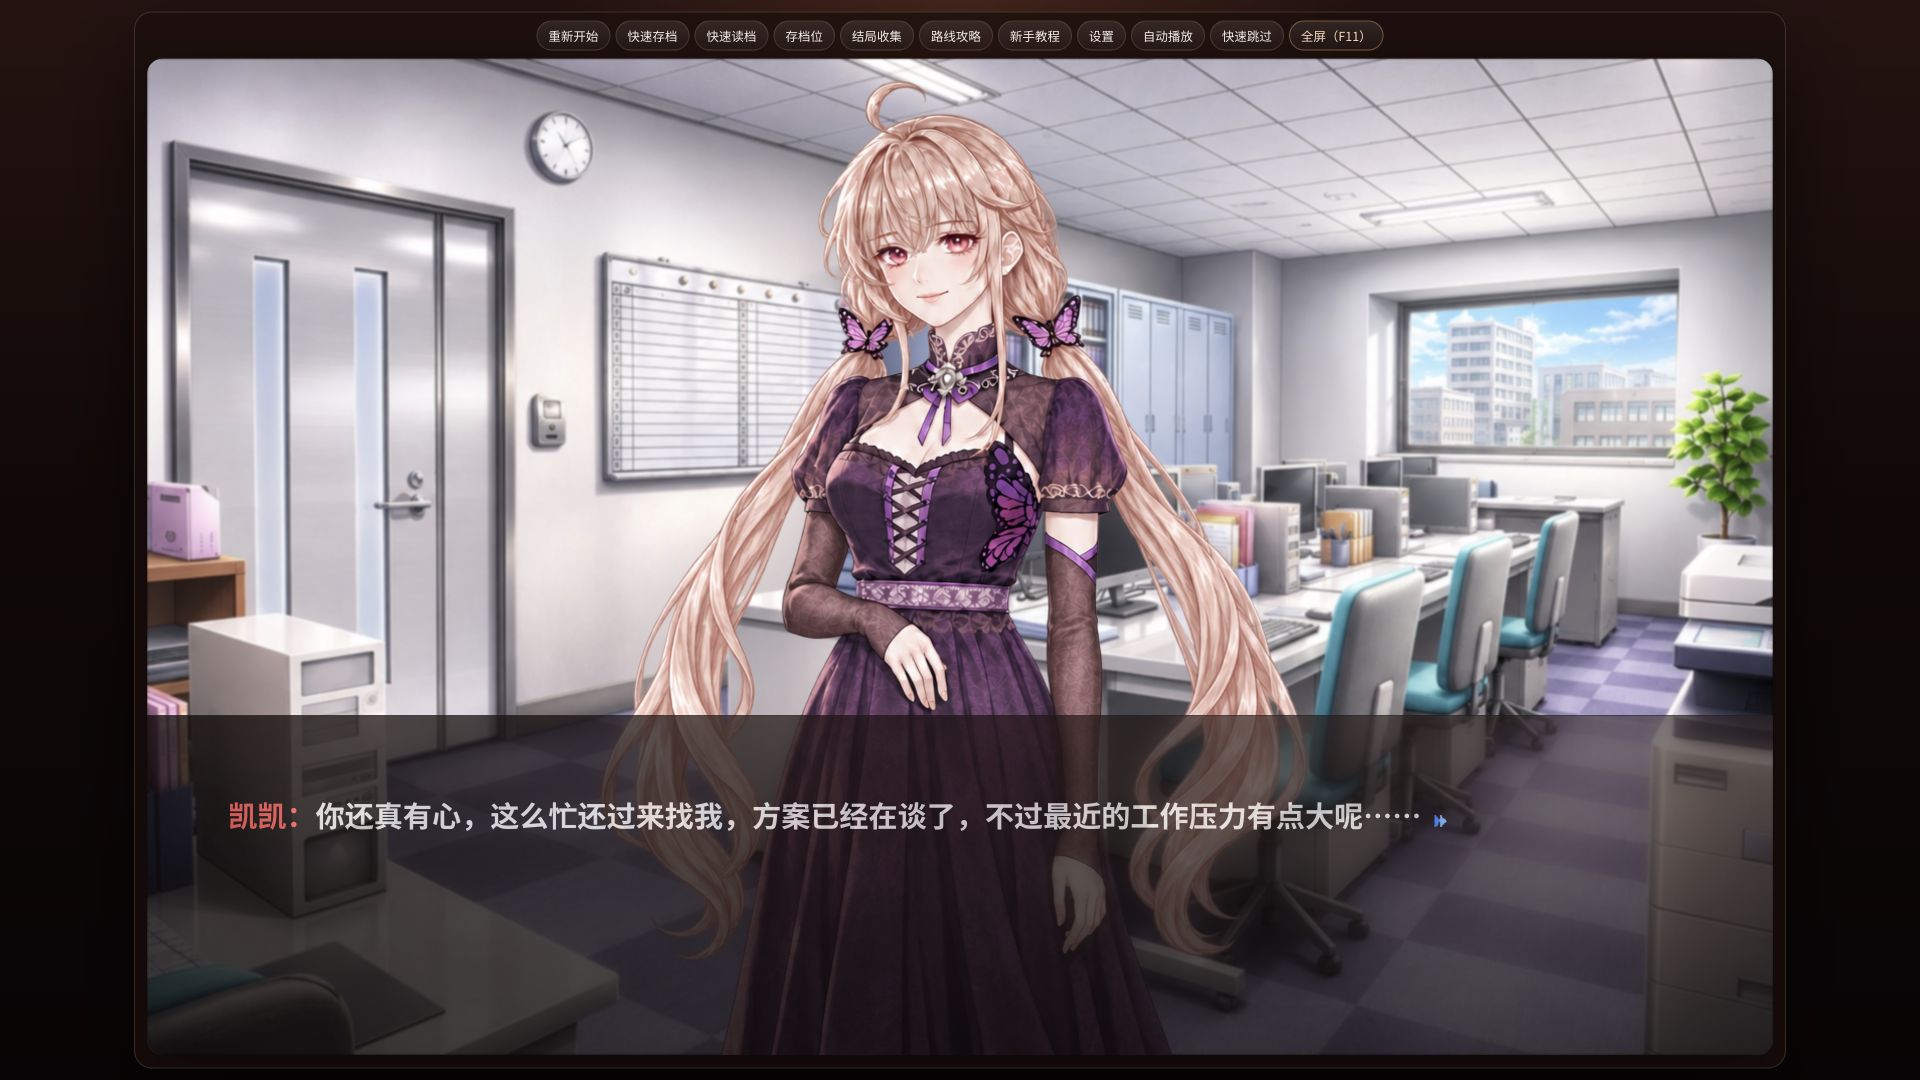 重新开始
快速存档
快速读档
存档位
结局收集
路线攻略
新手教程
设置
自动播放
快速跳过
全屏（F11）
凯凯：你还真有心，这么忙还过来找我，方案已经在谈了，不过最近的工作压力有点大呢……